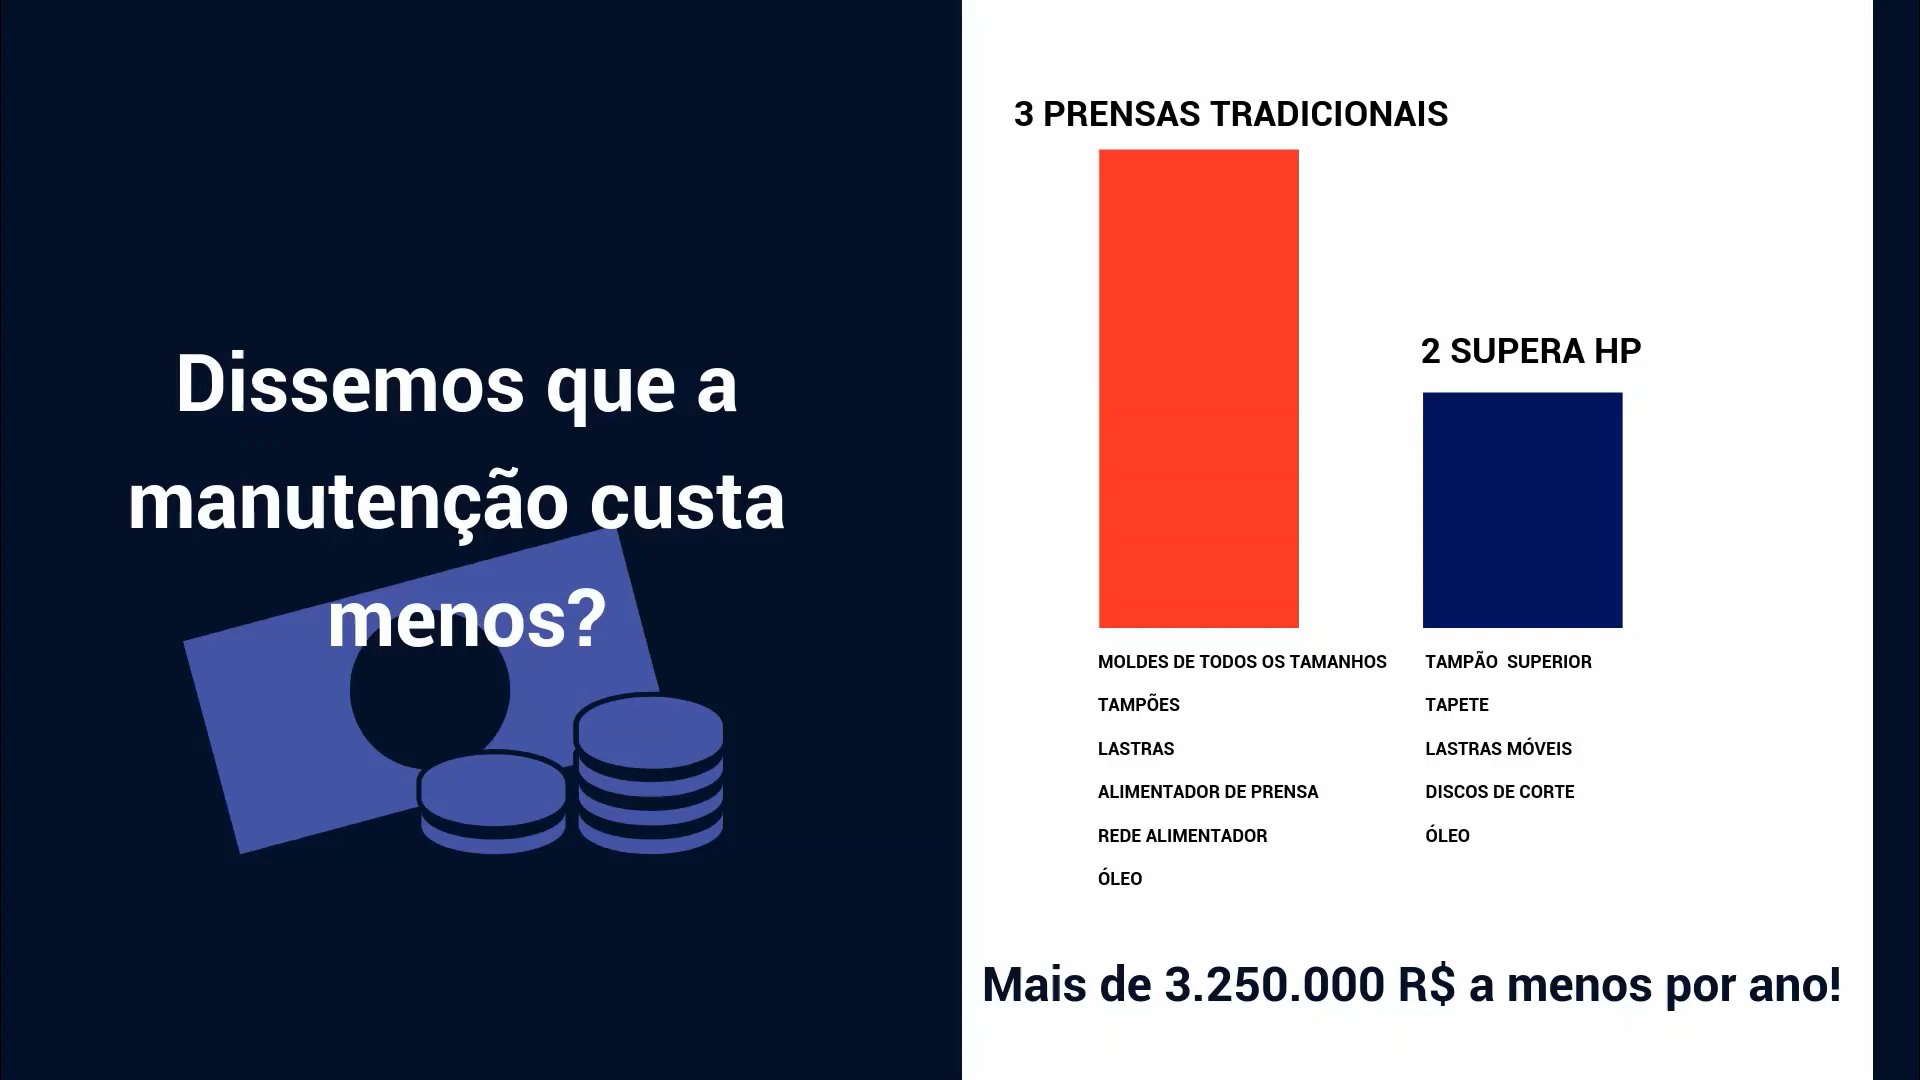 Dissemos que a
manutenção custa
menos?
3 PRENSAS TRADICIONAIS
2 SUPERA HP
MOLDES DE TODOS OS TAMANHOS
TAMPÕES
LASTRAS
ALIMENTADOR DE PRENSA
REDE ALIMENTADOR
ÓLEO
TAMPÃO SUPERIOR
TAPETE
LASTRAS MÓVEIS
DISCOS DE CORTE
ÓLEO
Mais de 3.250.000 R$ a menos por ano!